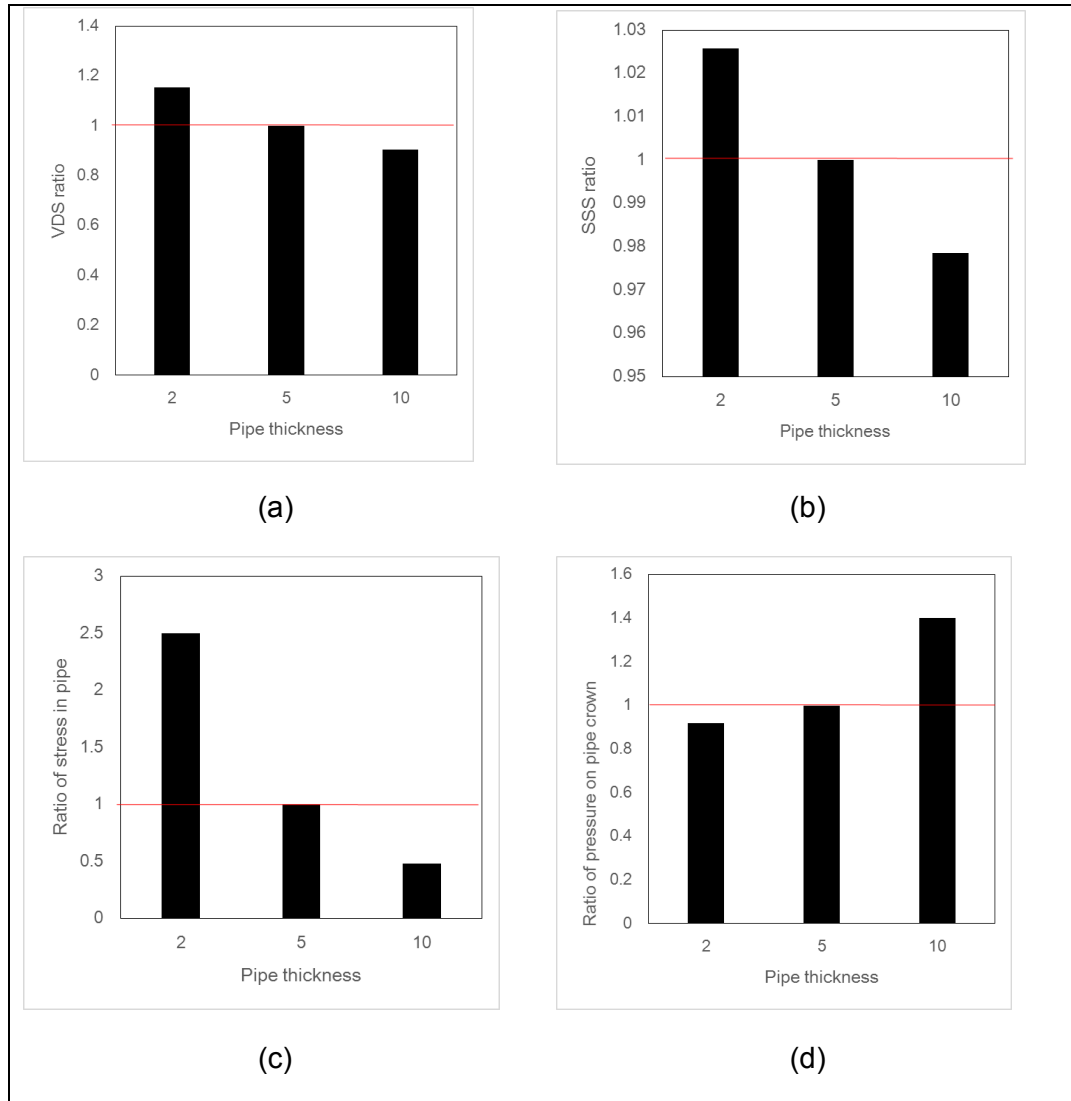 1.4
1.2
1
0.8
0.6
0.4
0.2
0
VDS ratio
2 5 10
Pipe thickness
(a)
1.03
1.02
1.01
1
0.99
0.98
0.97
0.96
0.95
SSS ratio
2 5 10
Pipe thickness
(b)
3
2.5
2
1.5
1
0.5
0
Ratio of stress in pipe
2 5 10
Pipe thickness
(c)
1.6
1.4
1.2
1
0.8
0.6
0.4
0.2
0
Ratio of pressure on pipe crown
2 5 10
Pipe thickness
(d)